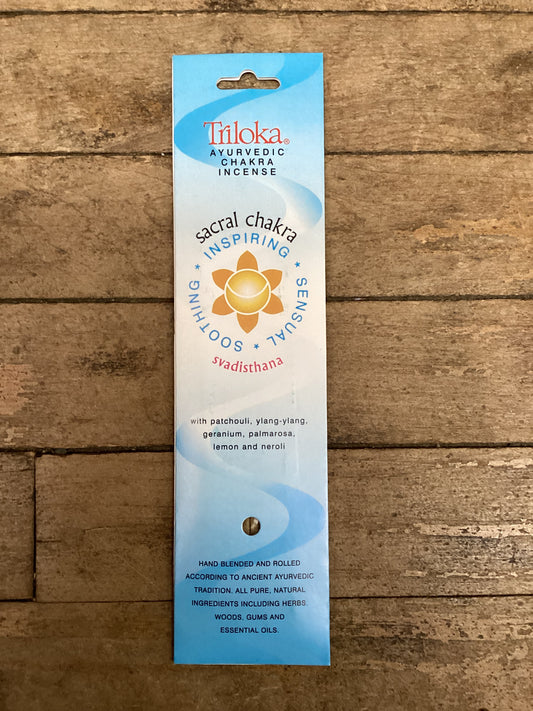 Triloka®
AYURVEDIC
CHAKRA
INCENSE
sacral chakra
SOOTHING * INSPIRING * SENSUAL *
svadisthana
with patchouli, ylang-ylang,
geranium, palmarosa,
lemon and neroli
HAND BLENDED AND ROLLED
ACCORDING TO ANCIENT AYURVEDIC
TRADITION. ALL PURE, NATURAL
INGREDIENTS INCLUDING HERBS,
WOODS, GUMS AND
ESSENTIAL OILS.